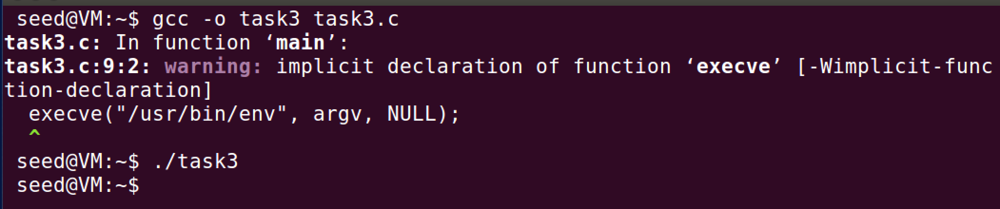 seed@VM:~$ gcc -o task3 task3.c
task3.c: In function ‘main’:
task3.c:9:2: warning: implicit declaration of function ‘execve’ [-Wimplicit-func
tion-declaration]
execve("/usr/bin/env", argv, NULL);
^
seed@VM:~$ ./task3
seed@VM:~$